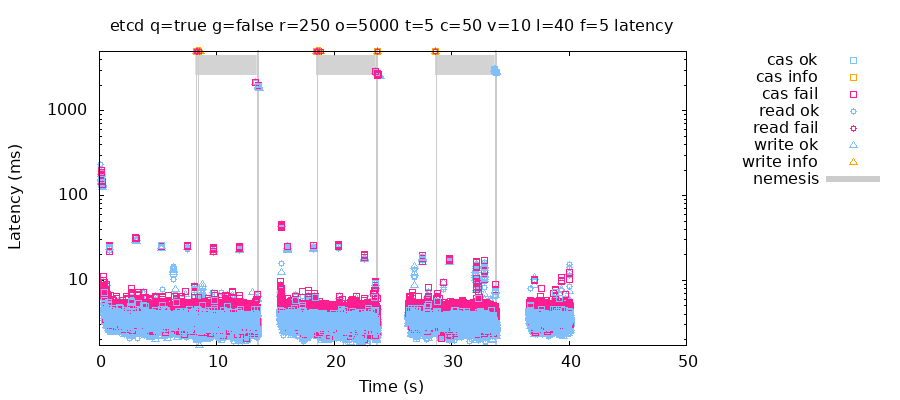 etcd q=true g=false r=250 o=5000 t=5 c=50 v=10 l=40 f=5 latency
cas ok
cas info
cas fail
read ok
read fail
write ok
write info
nemesis
Latency (ms)
1000
100
10
0
10
20
30
40
50
Time (s)